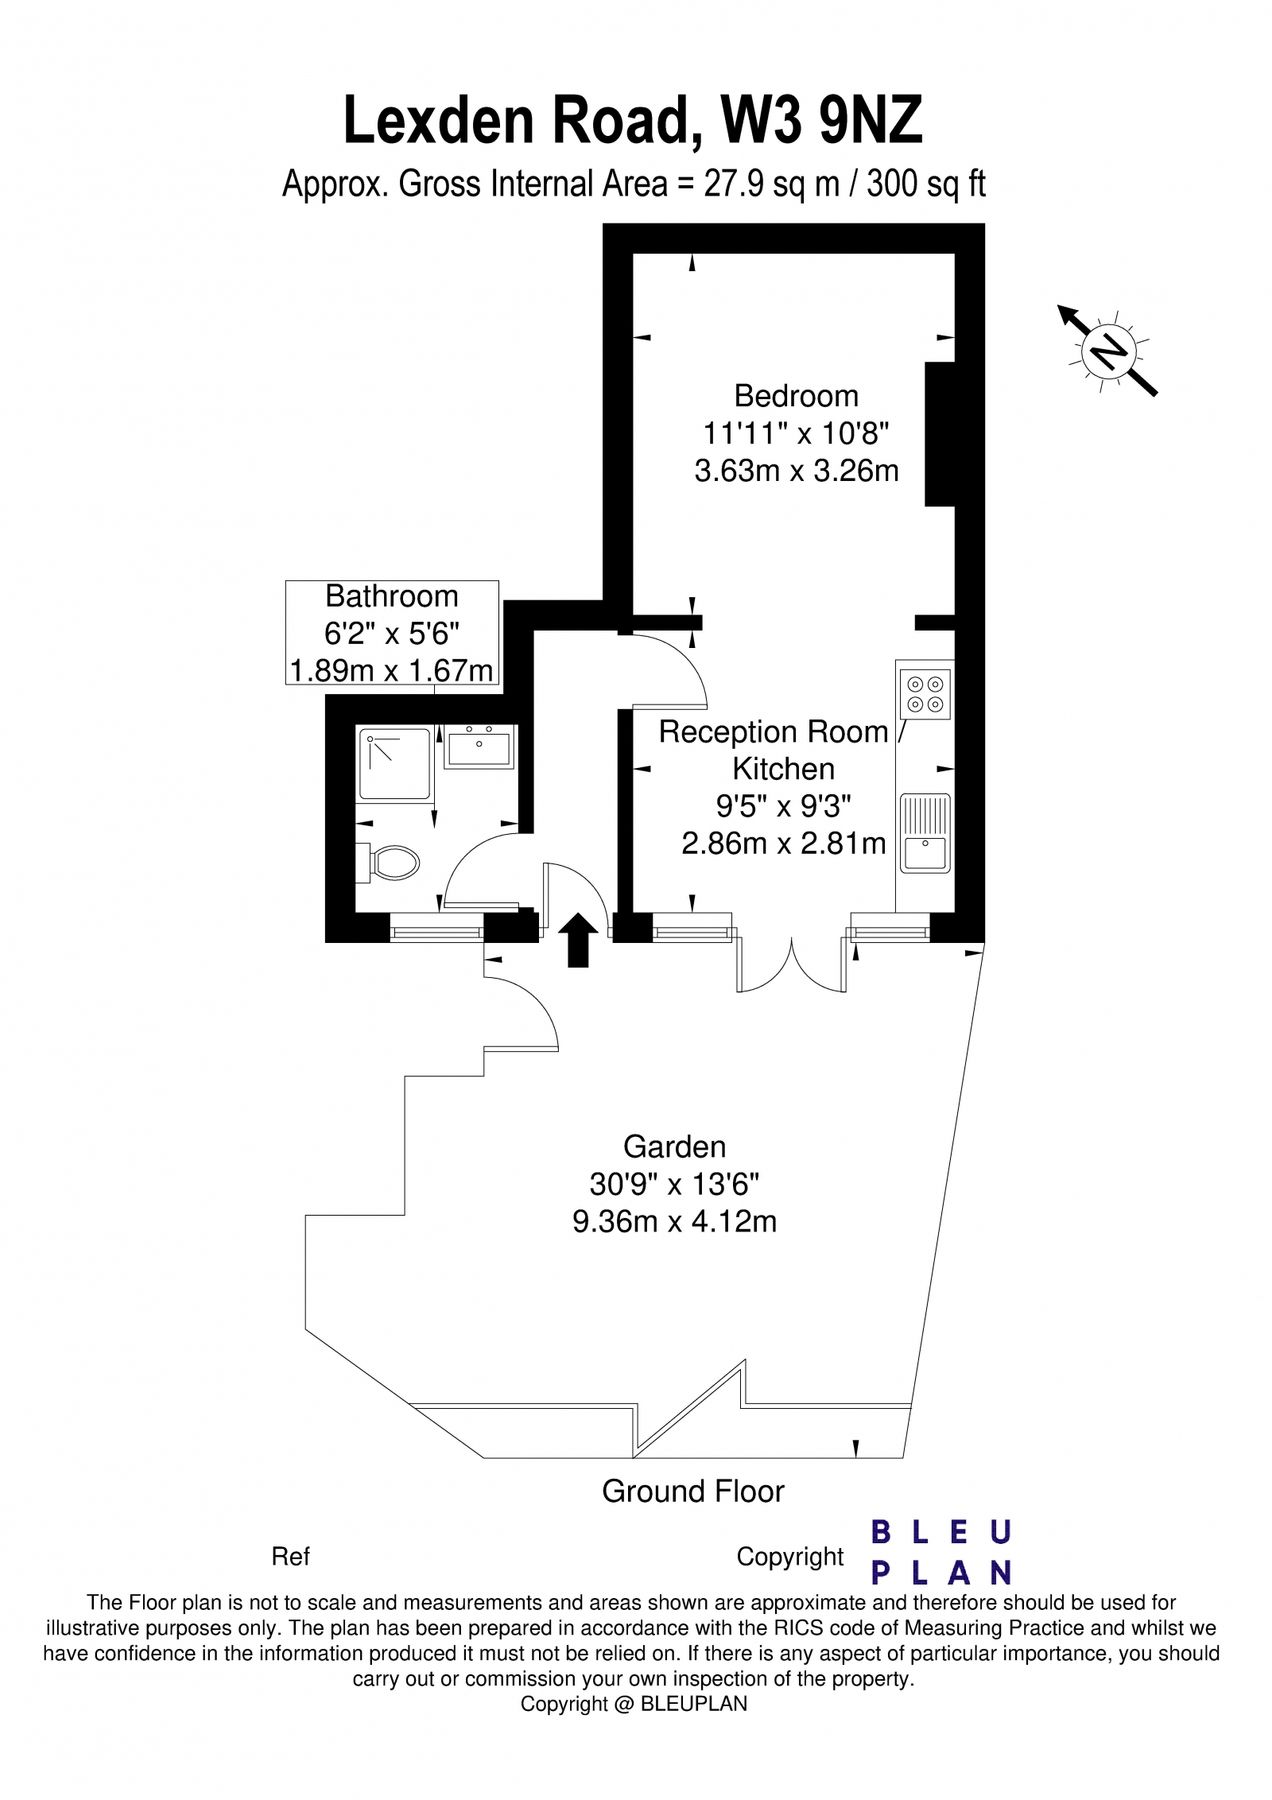 Lexden Road, W3 9NZ
Approx. Gross Internal Area = 27.9 sq m / 300 sq ft
N
Bedroom
11'11" x 10'8"
3.63m x 3.26m
Bathroom
6'2" x 5'6"
1.89m x 1.67m
Reception Room
Kitchen
9'5" x 9'3"
2.86m x 2.81m
Garden
30'9" x 13'6"
9.36m x 4.12m
Ground Floor
Ref
Copyright
BLEU
PLAN
The Floor plan is not to scale and measurements and areas shown are approximate and therefore should be used for
illustrative purposes only. The plan has been prepared in accordance with the RICS code of Measuring Practice and whilst we
have confidence in the information produced it must not be relied on. If there is any aspect of particular importance, you should
carry out or commission your own inspection of the property.
Copyright @ BLEUPLAN